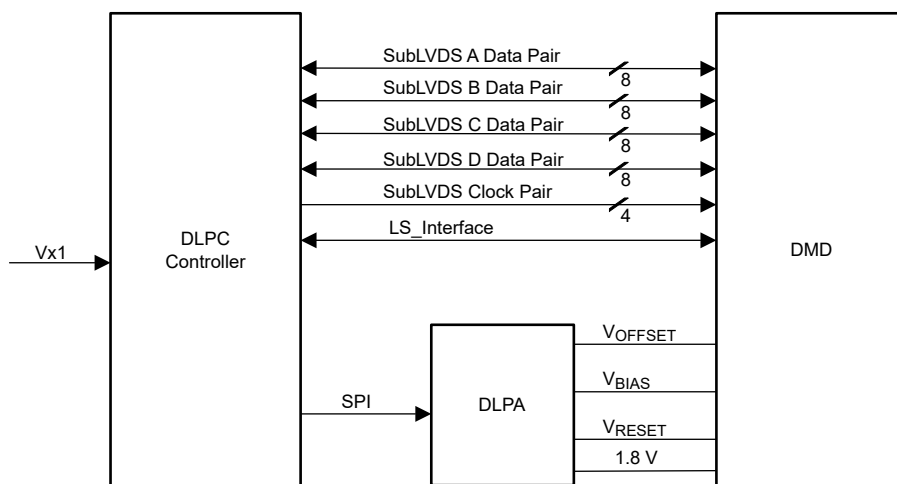 SubLVDS A Data Pair
8
SubLVDS B Data Pair
8
SubLVDS C Data Pair
8
SubLVDS D Data Pair
8
SubLVDS Clock Pair
4
LS_Interface
Vx1
DLPC
Controller
DMD
SPI
DLPA
VOFFSET
VBIAS
VRESET
1.8 V